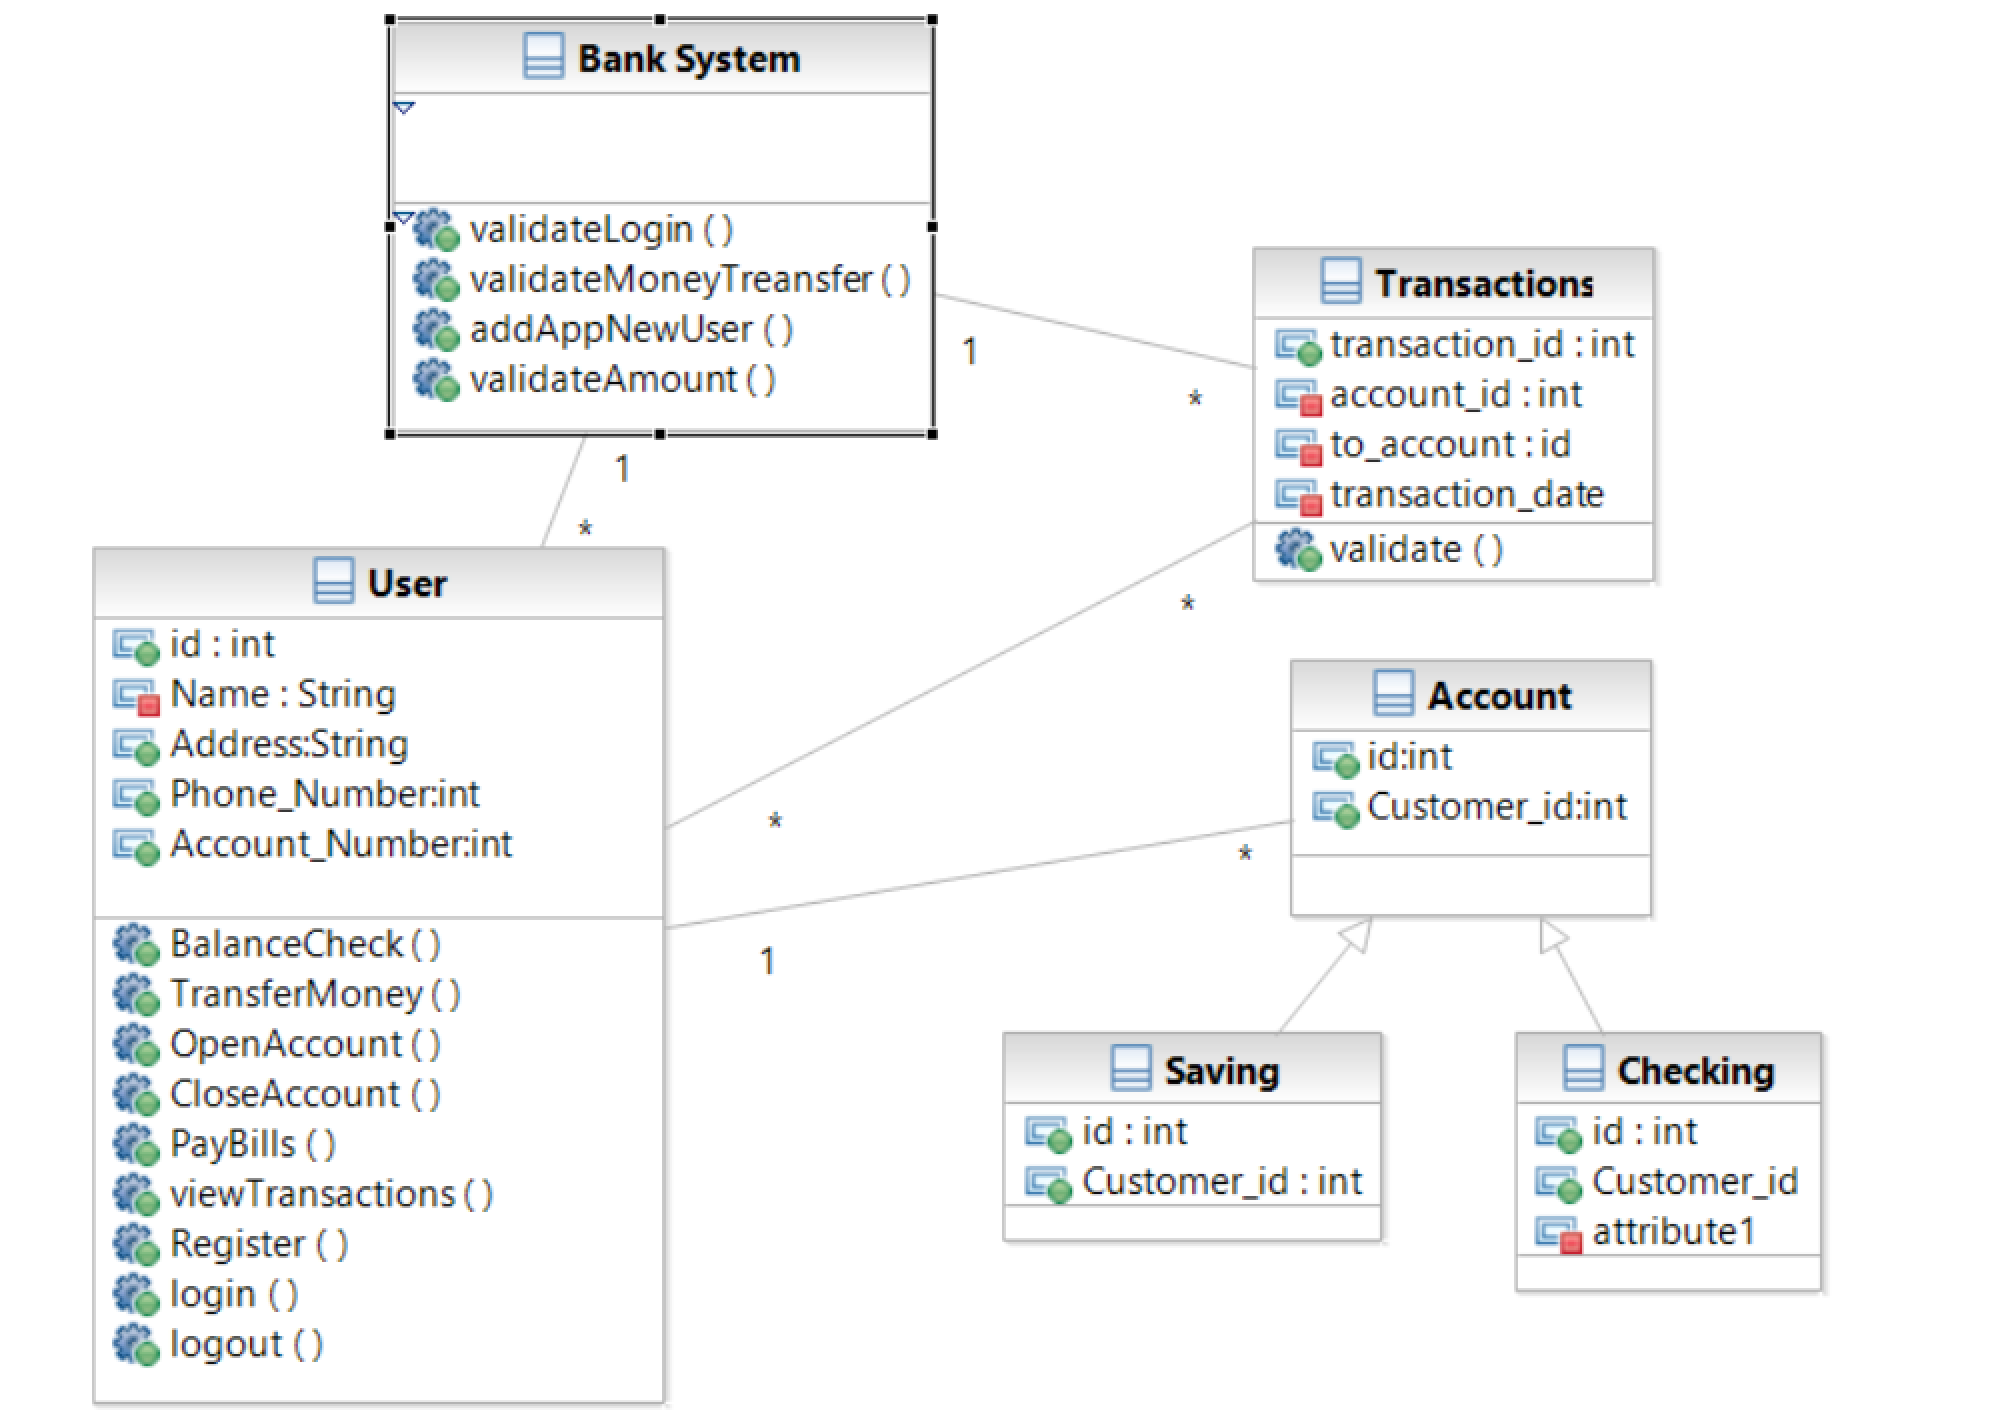 Bank System
validateLogin ( )
validateMoneyTreansfer ( )
addAppNewUser ( )
validateAmount ( )
1
*
1
*
Transactions
transaction_id : int
account_id : int
to_account : id
transaction_date
validate ( )
User
id : int
Name : String
Address:String
Phone_Number:int
Account_Number:int
BalanceCheck ( )
TransferMoney ( )
OpenAccount ( )
CloseAccount ( )
PayBills ( )
viewTransactions ( )
Register ( )
login ( )
logout ( )
*
*
*
1
Account
id:int
Customer_id:int
Saving
id : int
Customer_id : int
Checking
id : int
Customer_id
attribute1